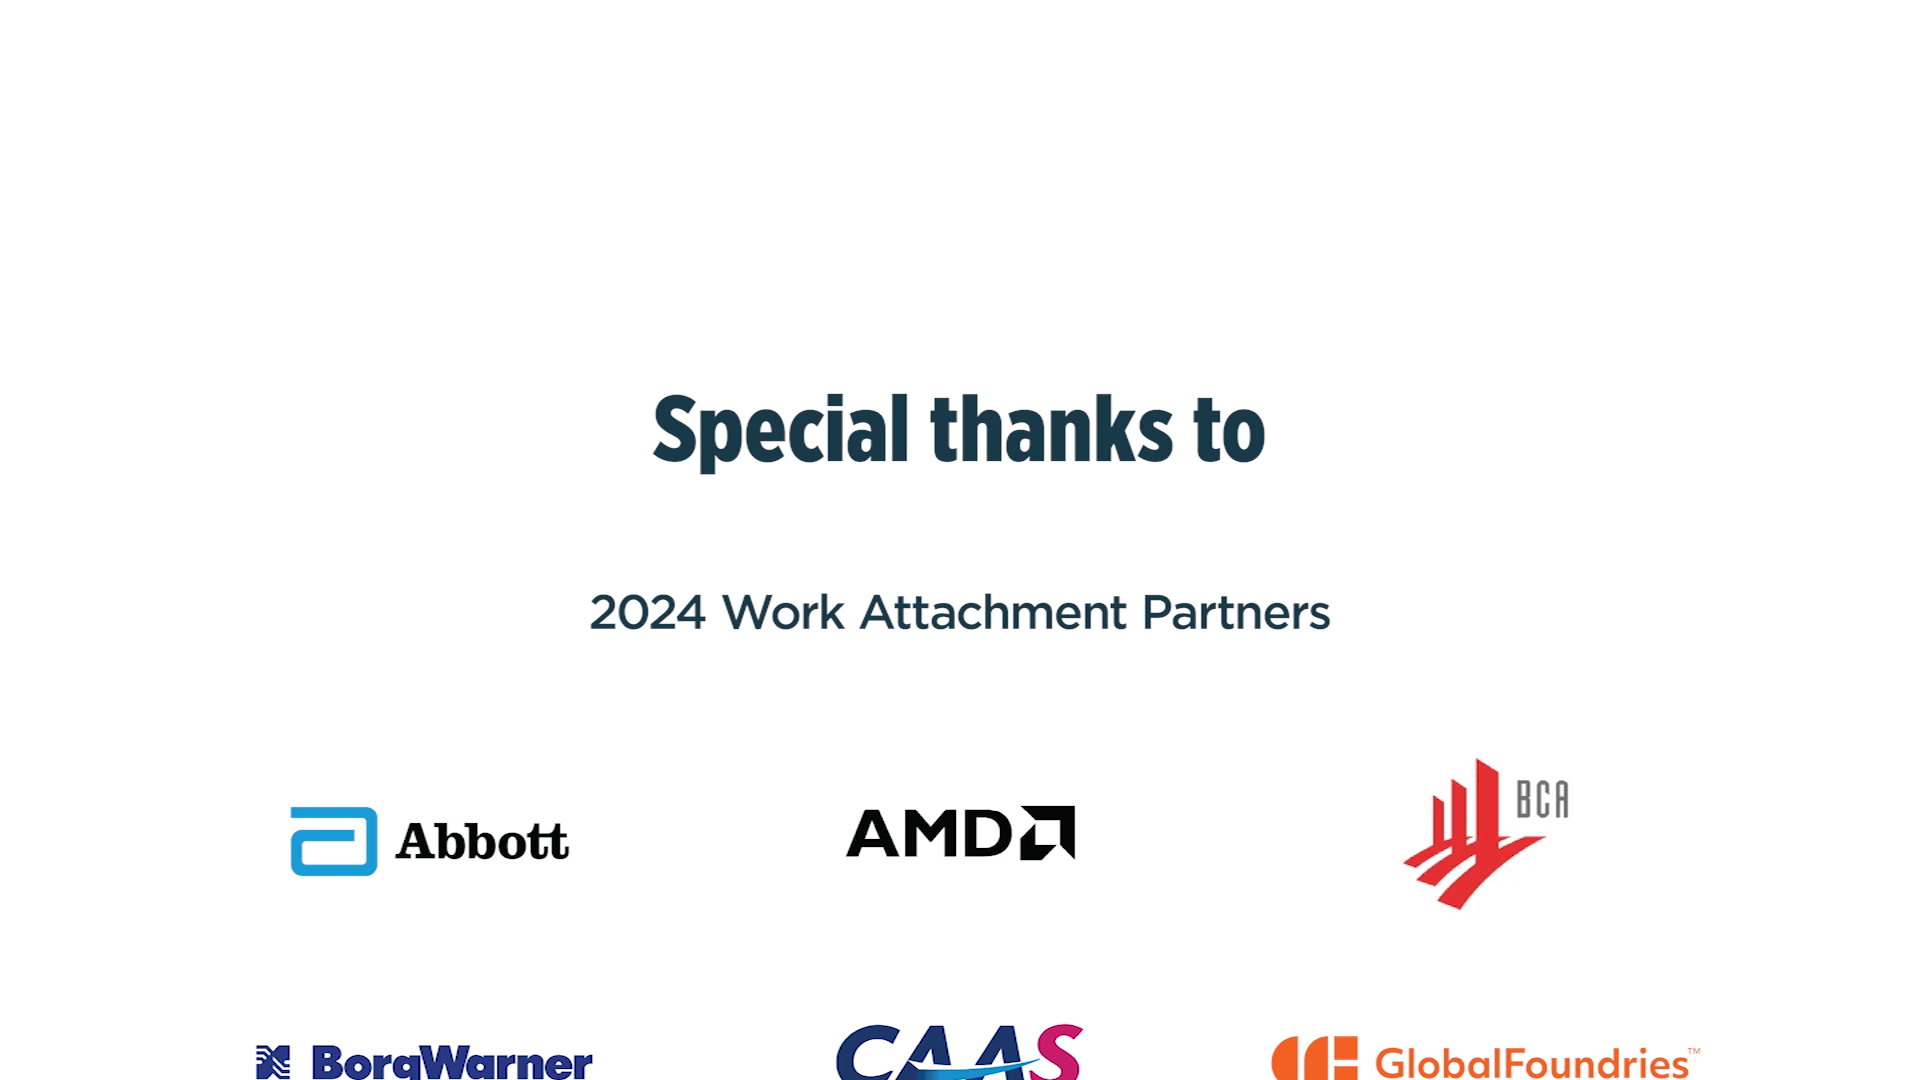 Special thanks to
2024 Work Attachment Partners
Abbott
AMD
BCA
BorgWarner
CAAS
GlobalFoundries™